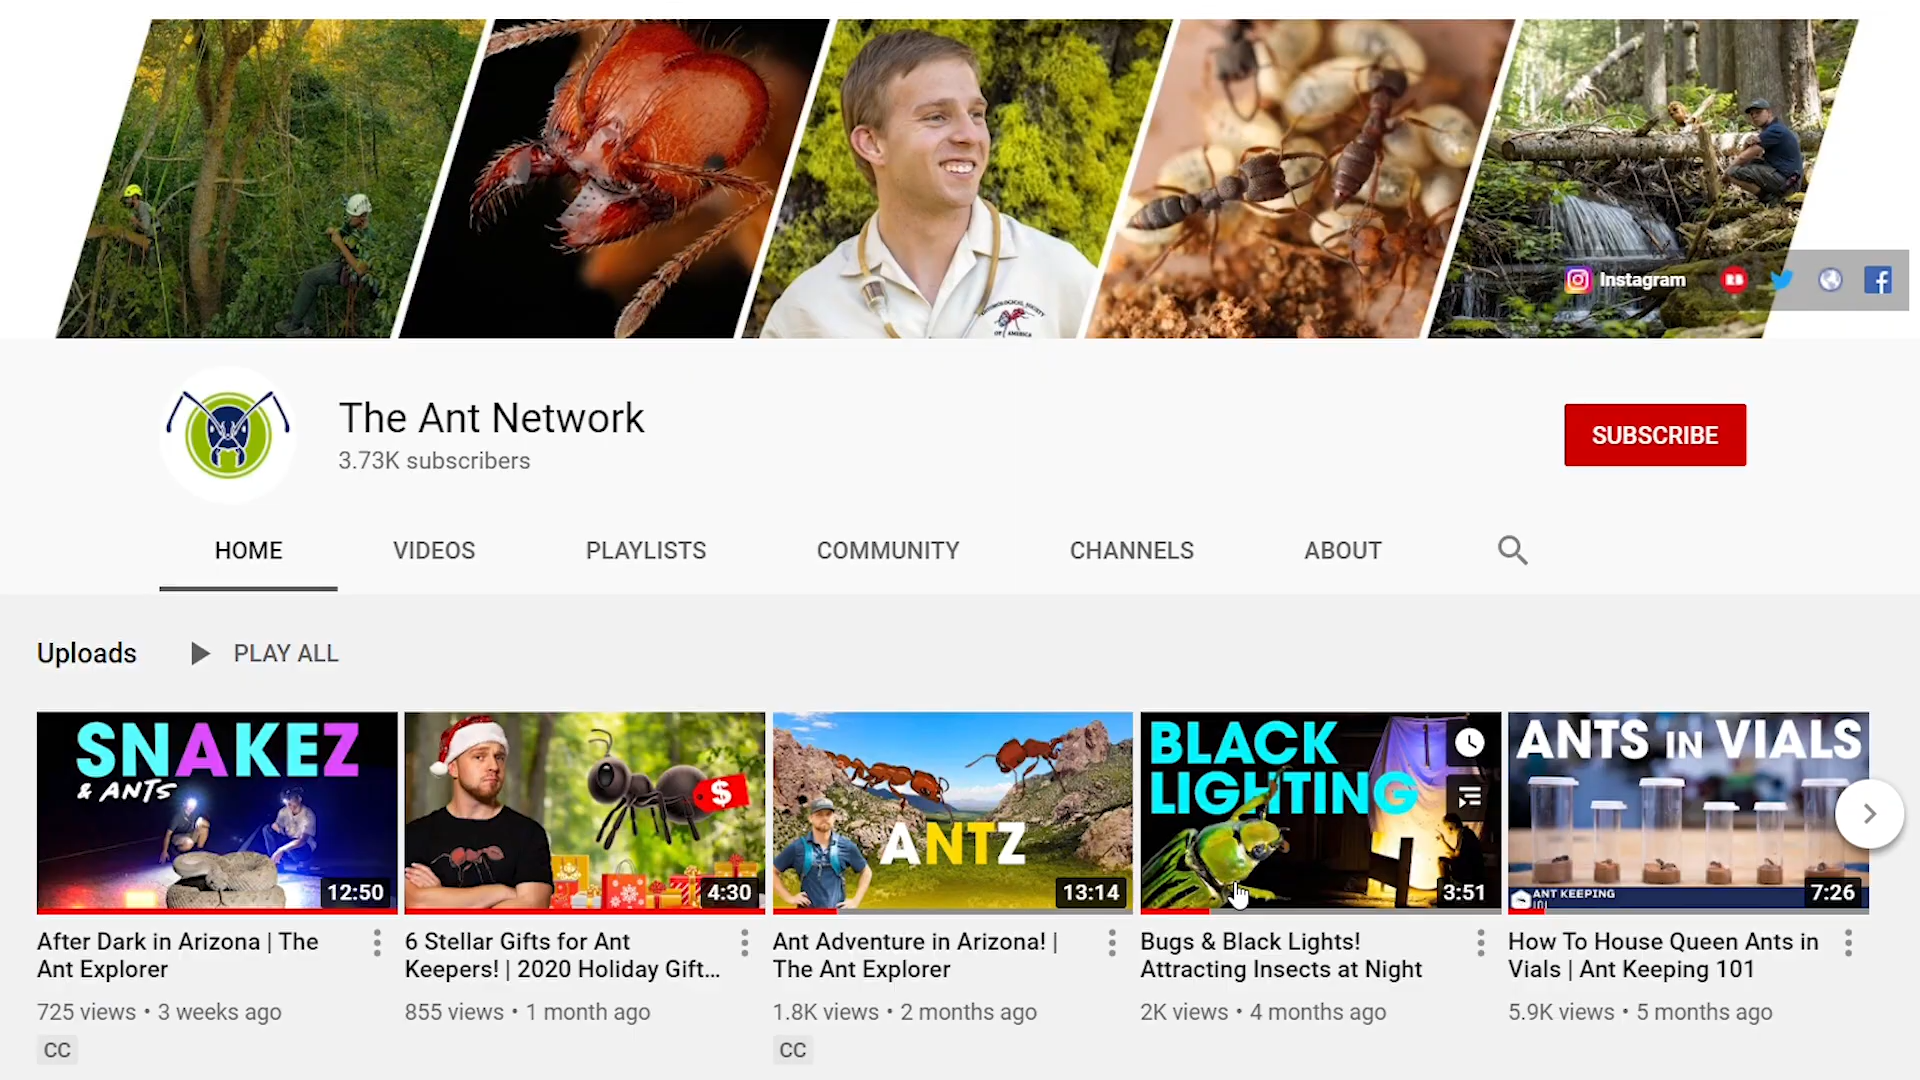 ENTOMOLOGICAL SOCIETY
OF AMERICA
Instagram
The Ant Network
3.73K subscribers
SUBSCRIBE
HOME
VIDEOS
PLAYLISTS
COMMUNITY
CHANNELS
ABOUT
Uploads
PLAY ALL
SNAKEZ
& ANTS
12:50
$
4:30
ANTZ
13:14
BLACK
LIGHTING
3:51
ANTS IN VIALS
ANT KEEPING
7:26
After Dark in Arizona | The
Ant Explorer
725 views • 3 weeks ago
CC
6 Stellar Gifts for Ant
Keepers! | 2020 Holiday Gift...
855 views • 1 month ago
Ant Adventure in Arizona! |
The Ant Explorer
1.8K views • 2 months ago
CC
Bugs & Black Lights!
Attracting Insects at Night
2K views • 4 months ago
How To House Queen Ants in
Vials | Ant Keeping 101
5.9K views • 5 months ago